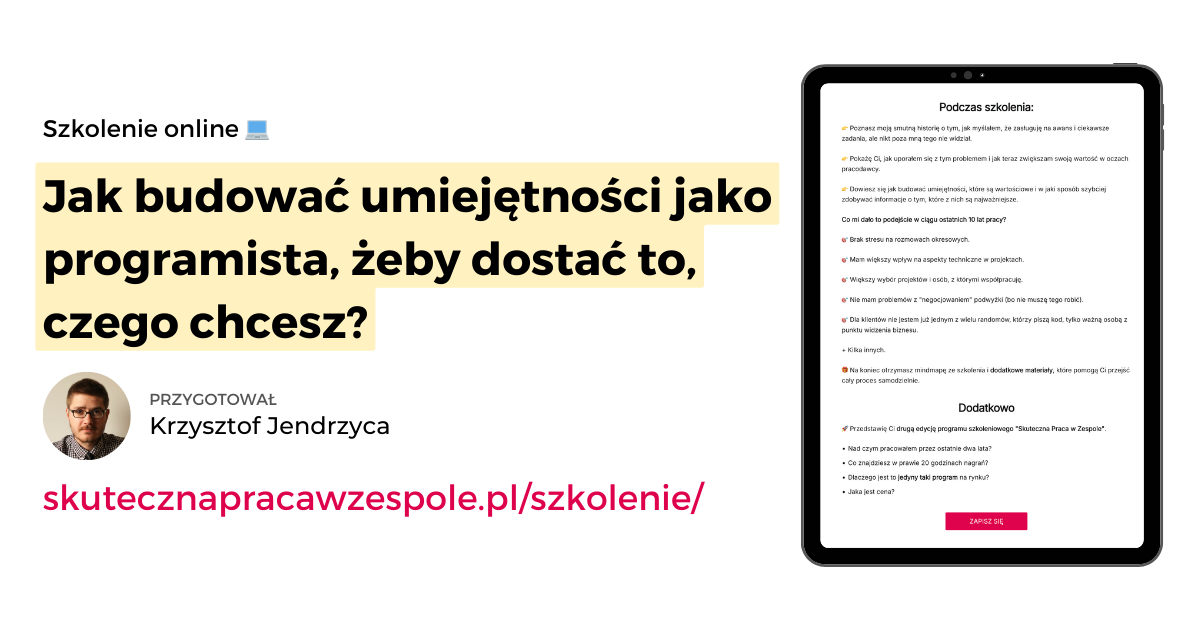 Szkolenie online 💻
Jak budować umiejętności jako
programista, żeby dostać to,
czego chcesz?
PRZYGOTOWAŁ
Krzysztof Jendrzyca
skutecznapracawzespole.pl/szkolenie/
Podczas szkolenia:
👉 Poznasz moją smutną historię o tym, jak myślałem, że zasługuję na awans i ciekawsze
zadania, ale nikt poza mną tego nie widział.
👉 Pokażę Ci, jak uporałem się z tym problemem i jak teraz zwiększam swoją wartość w oczach
pracodawcy.
👉 Dowiesz się jak budować umiejętności, które są wartościowe i w jaki sposób szybciej
zdobywać informacje o tym, które z nich są najważniejsze.
Co mi dało to podejście w ciągu ostatnich 10 lat pracy?
🎯 Brak stresu na rozmowach okresowych.
🎯 Mam większy wpływ na aspekty techniczne w projektach.
🎯 Większy wybór projektów i osób, z którymi współpracuję.
🎯 Nie mam problemów z "negocjowaniem" podwyżki (bo nie muszę tego robić).
🎯 Dla klientów nie jestem już jednym z wielu randomów, którzy piszą kod, tylko ważną osobą z
punktu widzenia biznesu.
+ Kilka innych.
🎁 Na koniec otrzymasz mindmapę ze szkolenia i dodatkowe materiały, które pomogą Ci przejść
cały proces samodzielnie.
Dodatkowo
🚀 Przedstawię Ci drugą edycję programu szkoleniowego "Skuteczna Praca w Zespole".
• Nad czym pracowałem przez ostatnie dwa lata?
• Co znajdziesz w prawie 20 godzinach nagrań?
• Dlaczego jest to jedyny taki program na rynku?
• Jaka jest cena?
ZAPISZ SIĘ